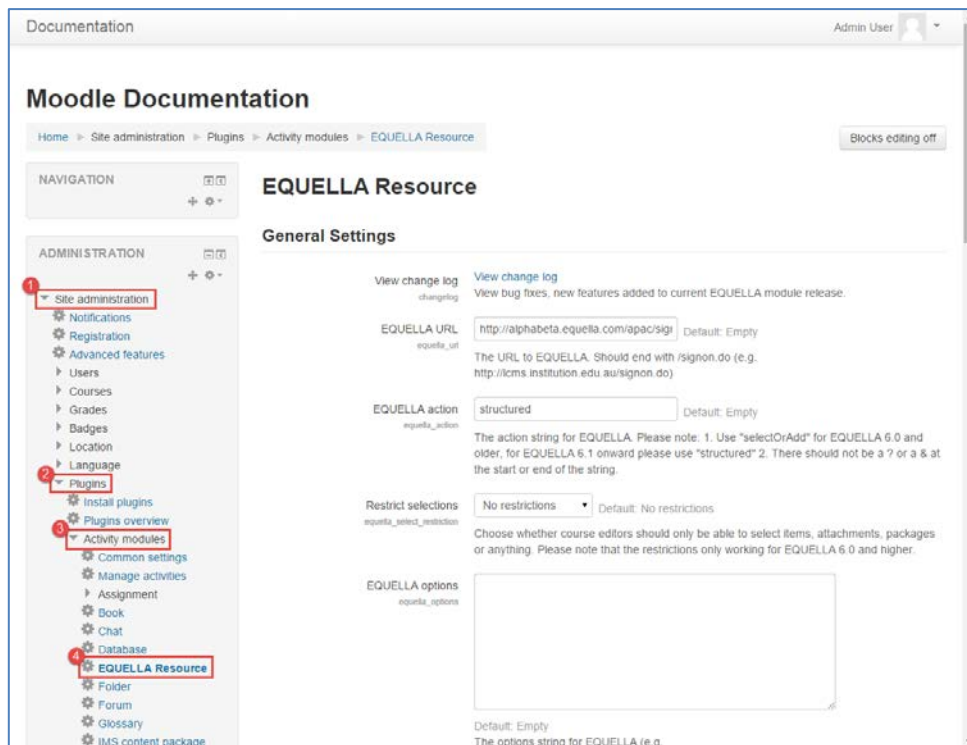 Documentation
Admin User
Moodle Documentation
Home
Site administration
Plugins
Activity modules
EQUELLA Resource
Blocks editing off
NAVIGATION
ADMINISTRATION
1
Site administration
Notifications
Registration
Advanced features
Users
Courses
Grades
Badges
Location
Language
2
Plugins
Install plugins
Plugins overview
3
Activity modules
Common settings
Manage activities
Assignment
Book
Chat
Database
4
EQUELLA Resource
Folder
Forum
Glossary
IMS content package
EQUELLA Resource
General Settings
View change log
changelog
View change log
View bug fixes, new features added to current EQUELLA module release.
EQUELLA URL
equella_url
http://alphabeta.equella.com/apac/sig
Default: Empty
The URL to EQUELLA. Should end with /signon.do (e.g.
http://lcms.institution.edu.au/signon.do)
EQUELLA action
equella_action
structured
Default: Empty
The action string for EQUELLA. Please note: 1. Use "selectOrAdd" for EQUELLA 6.0 and
older, for EQUELLA 6.1 onward please use "structured" 2. There should not be a ? or a & at
the start or end of the string.
Restrict selections
equella_select_restriction
No restrictions
Default: No restrictions
Choose whether course editors should only be able to select items, attachments, packages
or anything. Please note that the restrictions only working for EQUELLA 6.0 and higher.
EQUELLA options
equella_options
Default: Empty
The options string for EQUELLA (e.g.